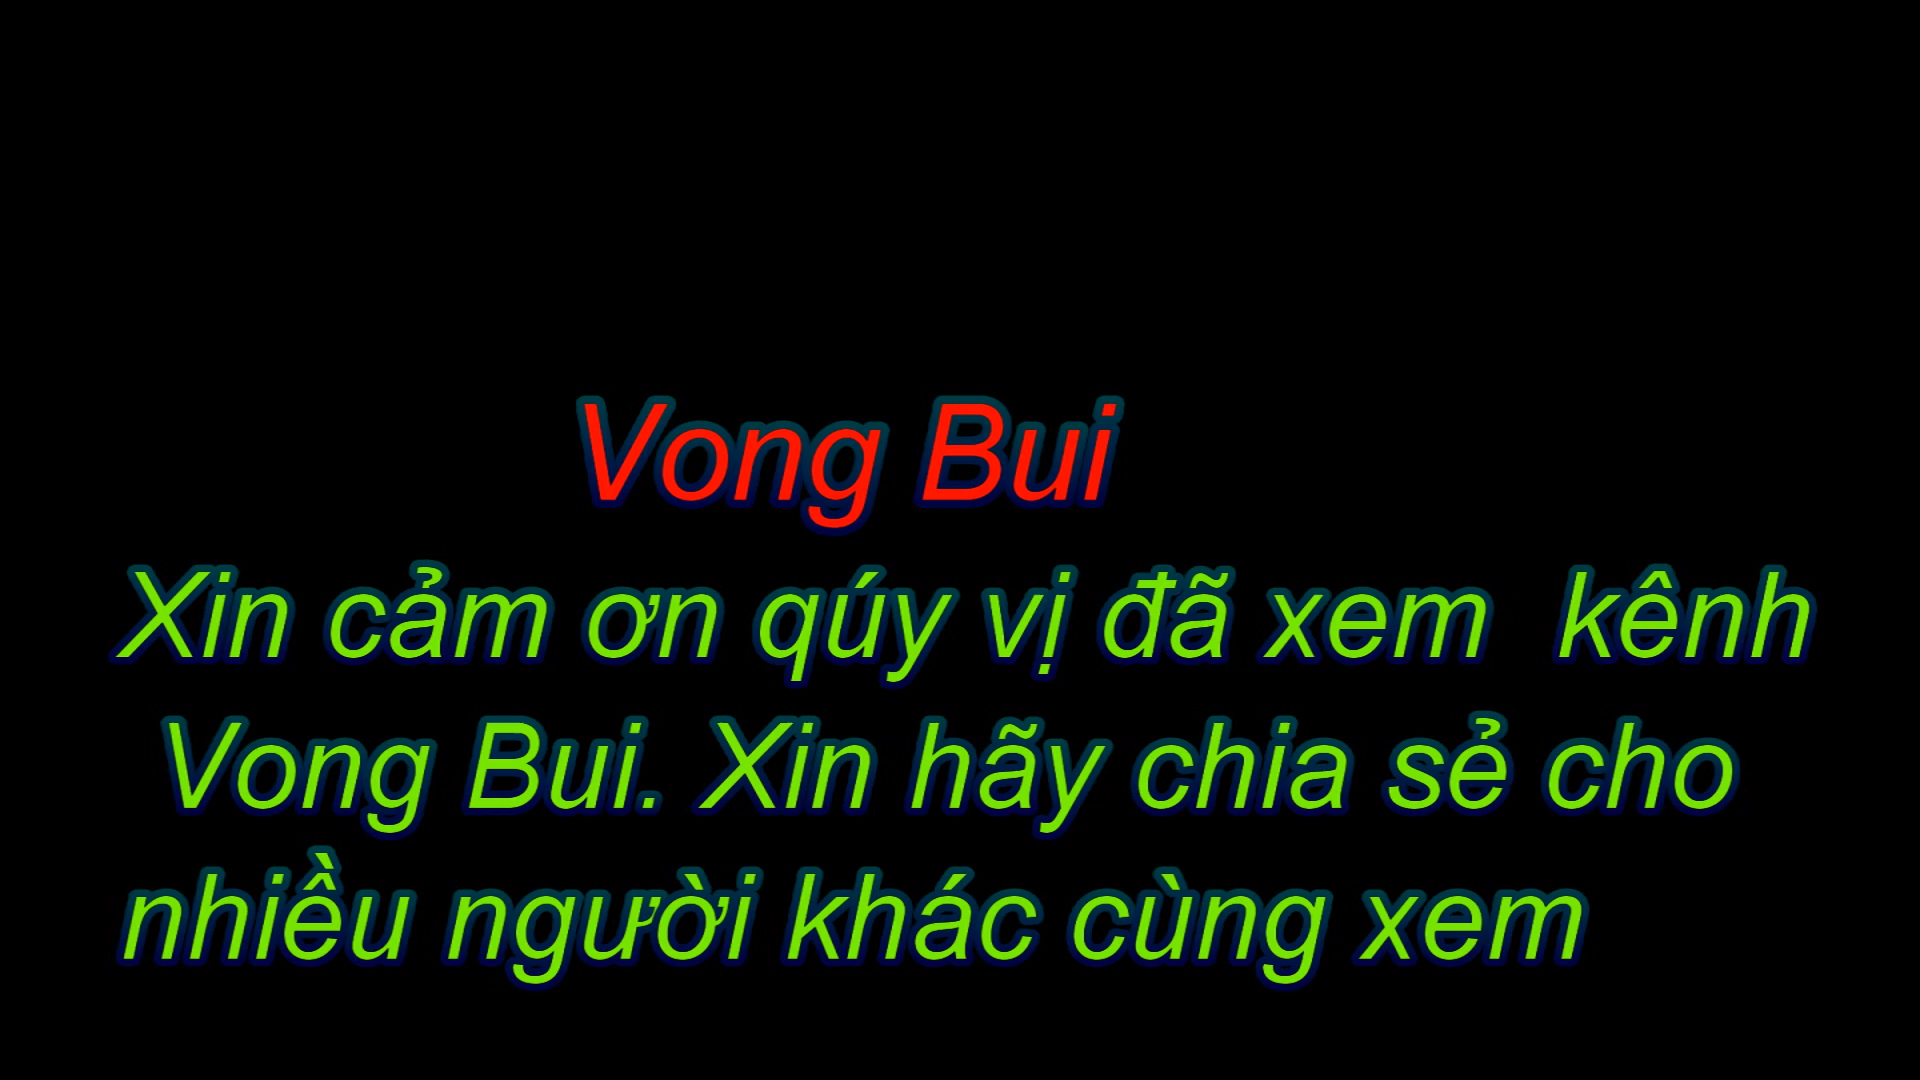 Vong Bui
Xin cảm ơn qúy vị đã xem  kênh
Vong Bui. Xin hãy chia sẻ cho
nhiều người khác cùng xem